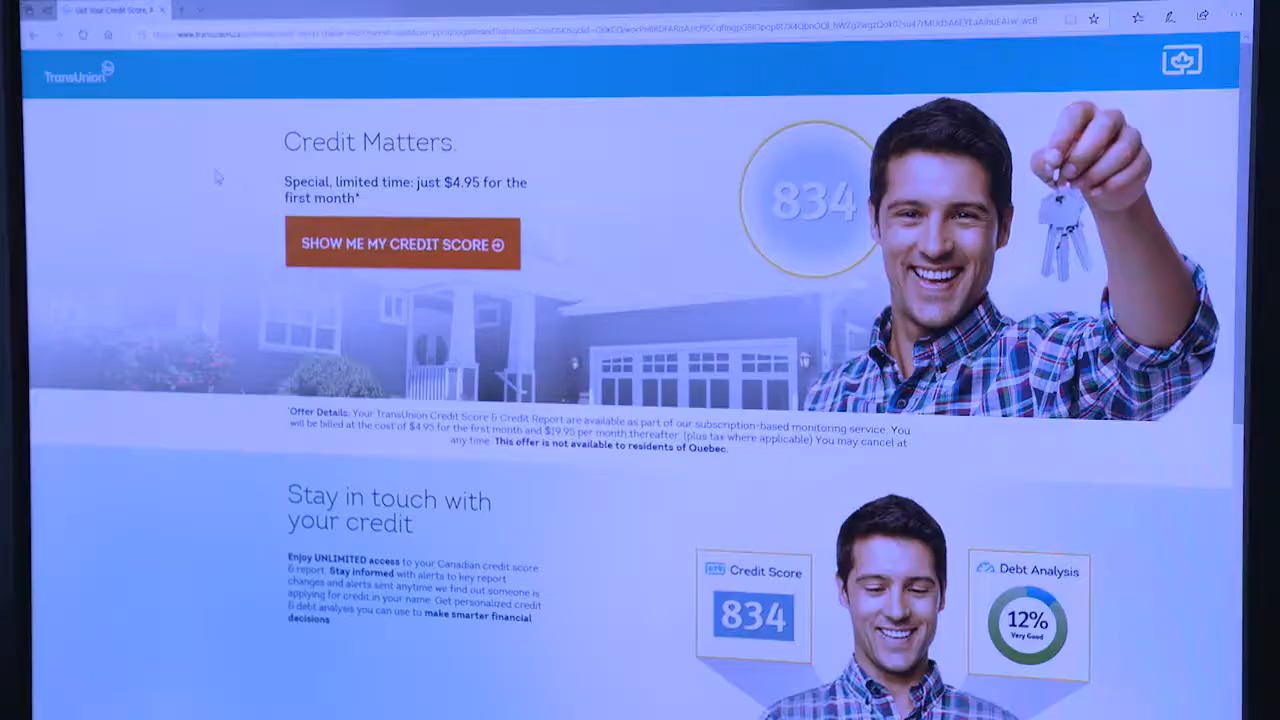 Get Your Credit Score,
TransUnion
Credit Matters.
834
Special, limited time: just $4.95 for the
first month*
SHOW ME MY CREDIT SCORE
*Offer Details: Your TransUnion Credit Score & Credit Report are available as part of our subscription-based monitoring service. You
will be billed at the cost of $4.95 for the first month and $19.95 per month thereafter. (plus tax where applicable) You may cancel at
any time. This offer is not available to residents of Quebec.
Stay in touch with
your credit
Enjoy UNLIMITED access to your Canadian credit score
& report. Stay informed with alerts to key report
changes and alerts sent anytime we find out someone is
applying for credit in your name. Get personalized credit
& debt analysis you can use to make smarter financial
decisions
Credit Score
834
Debt Analysis
12%
Very Good